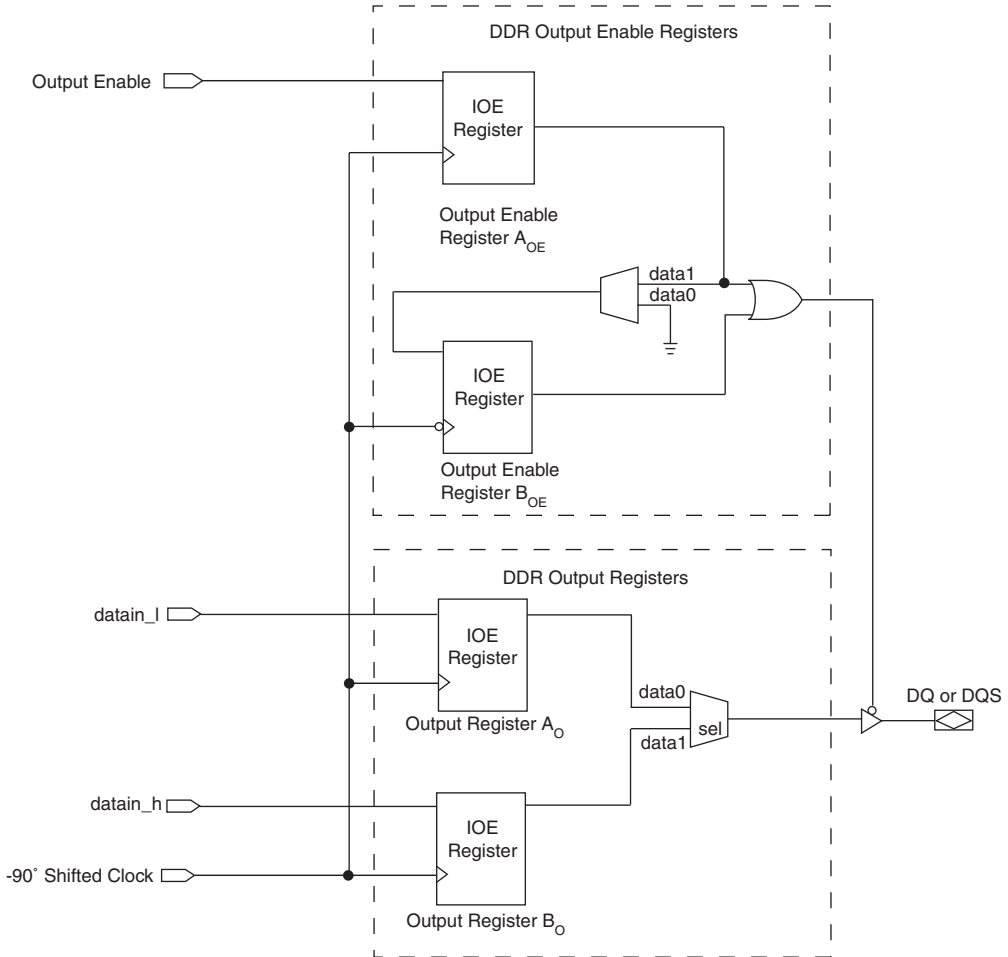 DDR Output Enable Registers
Output Enable
IOE
Register
Output Enable
Register A_OE
data1
data0
IOE
Register
Output Enable
Register B_OE
DDR Output Registers
datain_l
IOE
Register
data0
Output Register A_O
sel
DQ or DQS
data1
datain_h
IOE
Register
-90˚ Shifted Clock
Output Register B_O